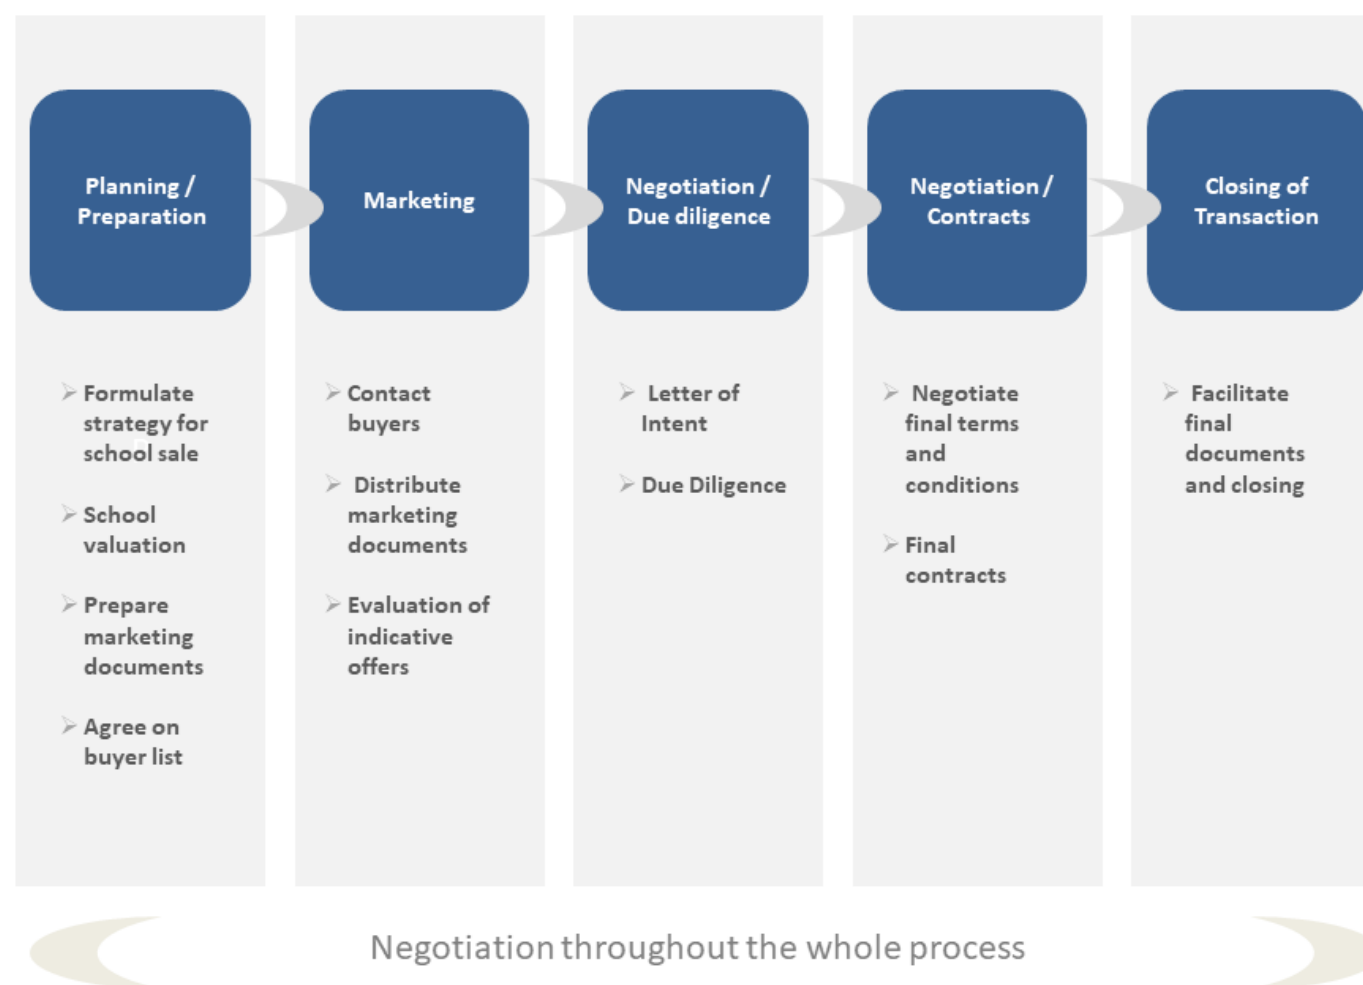 Planning /
Preparation
Marketing
Negotiation /
Due diligence
Negotiation /
Contracts
Closing of
Transaction
Formulate
strategy for
school sale
School
valuation
Prepare
marketing
documents
Agree on
buyer list
Contact
buyers
Distribute
marketing
documents
Evaluation of
indicative
offers
Letter of
Intent
Due Diligence
Negotiate
final terms
and
conditions
Final
contracts
Facilitate
final
documents
and closing
Negotiation throughout the whole process